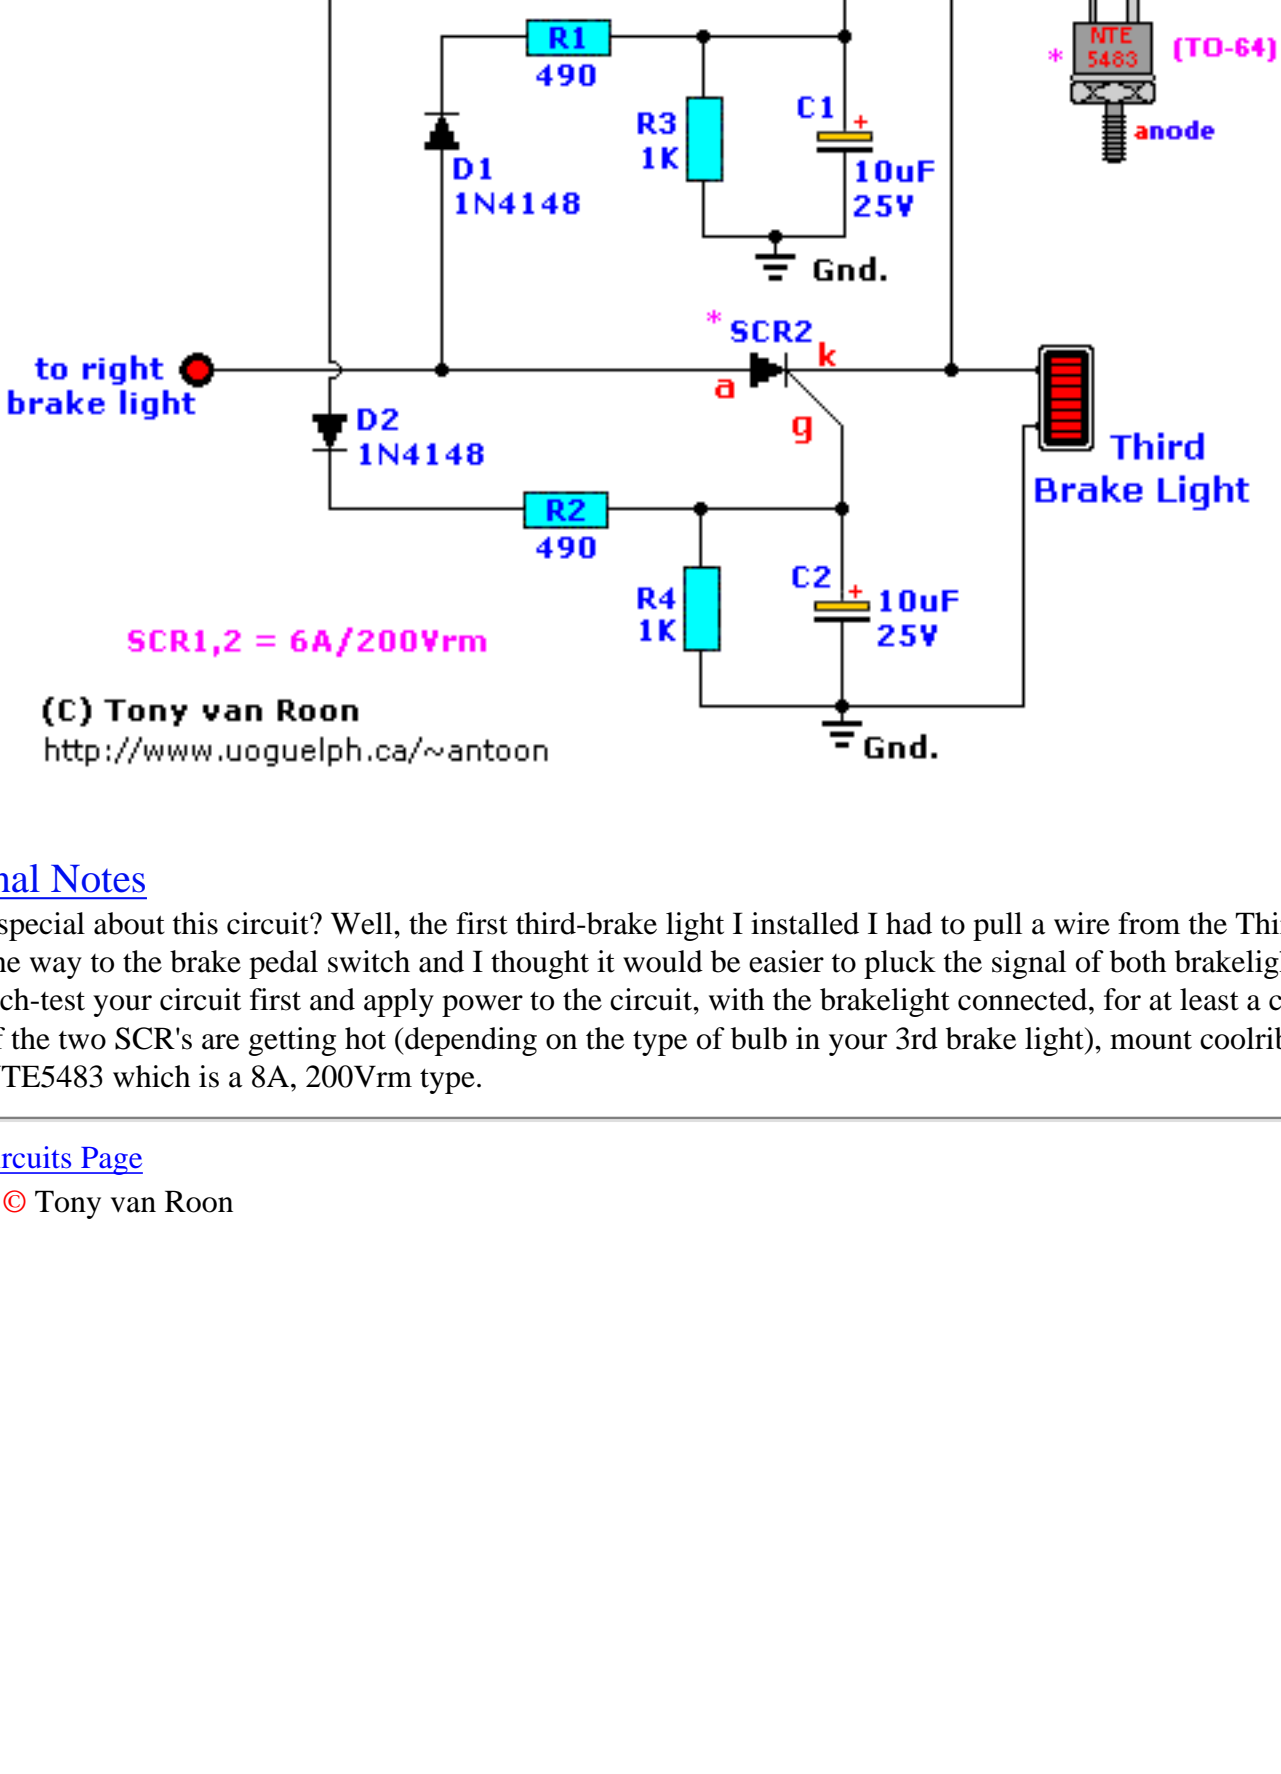 R1
490
NTE
5483
(TO-64)
*
anode
R3
1K
C1
+
10uF
25V
D1
1N4148
Gnd.
*
SCR2
k
a
g
to right
brake light
D2
1N4148
Third
Brake Light
R2
490
R4
1K
C2
+
10uF
25V
SCR1,2 = 6A/200Vrm
(C) Tony van Roon
http://www.uoguelph.ca/~antoon
Gnd.
nal Notes
special about this circuit? Well, the first third-brake light I installed I had to pull a wire from the Thi
he way to the brake pedal switch and I thought it would be easier to pluck the signal of both brakelig
ch-test your circuit first and apply power to the circuit, with the brakelight connected, for at least a c
f the two SCR's are getting hot (depending on the type of bulb in your 3rd brake light), mount coolrib
NTE5483 which is a 8A, 200Vrm type.
rcuits Page
© Tony van Roon